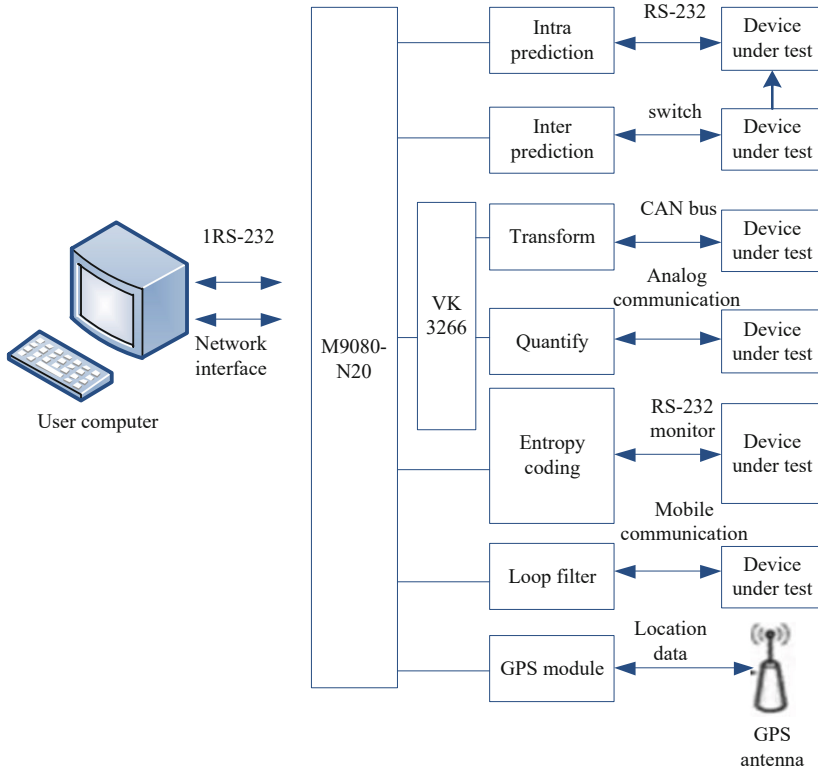 RS-232
Intra
prediction
Device
under test
switch
Inter
prediction
Device
under test
1RS-232
Network
interface
User computer
M9080-
N20
VK
3266
CAN bus
Transform
Device
under test
Analog
communication
Quantify
Device
under test
RS-232
monitor
Entropy
coding
Device
under test
Mobile
communication
Loop filter
Device
under test
Location
data
GPS module
GPS
antenna